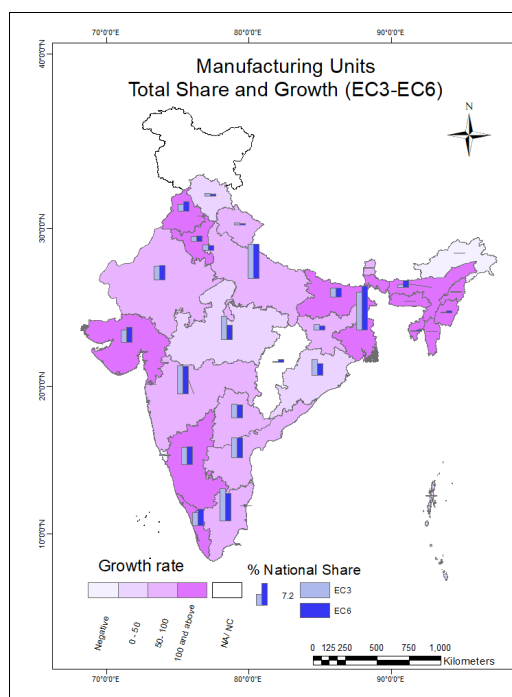 70°0'0"E 80°0'0"E 90°0'0"E
Manufacturing Units
Total Share and Growth (EC3-EC6)
N
40°0'0"N
30°0'0"N
20°0'0"N
10°0'0"N
Growth rate
Negative
0 - 50
50- 100
100 and above
NA/ NC
% National Share
7.2
EC3
EC6
0 125 250 500 750 1,000
Kilometers
70°0'0"E 80°0'0"E 90°0'0"E